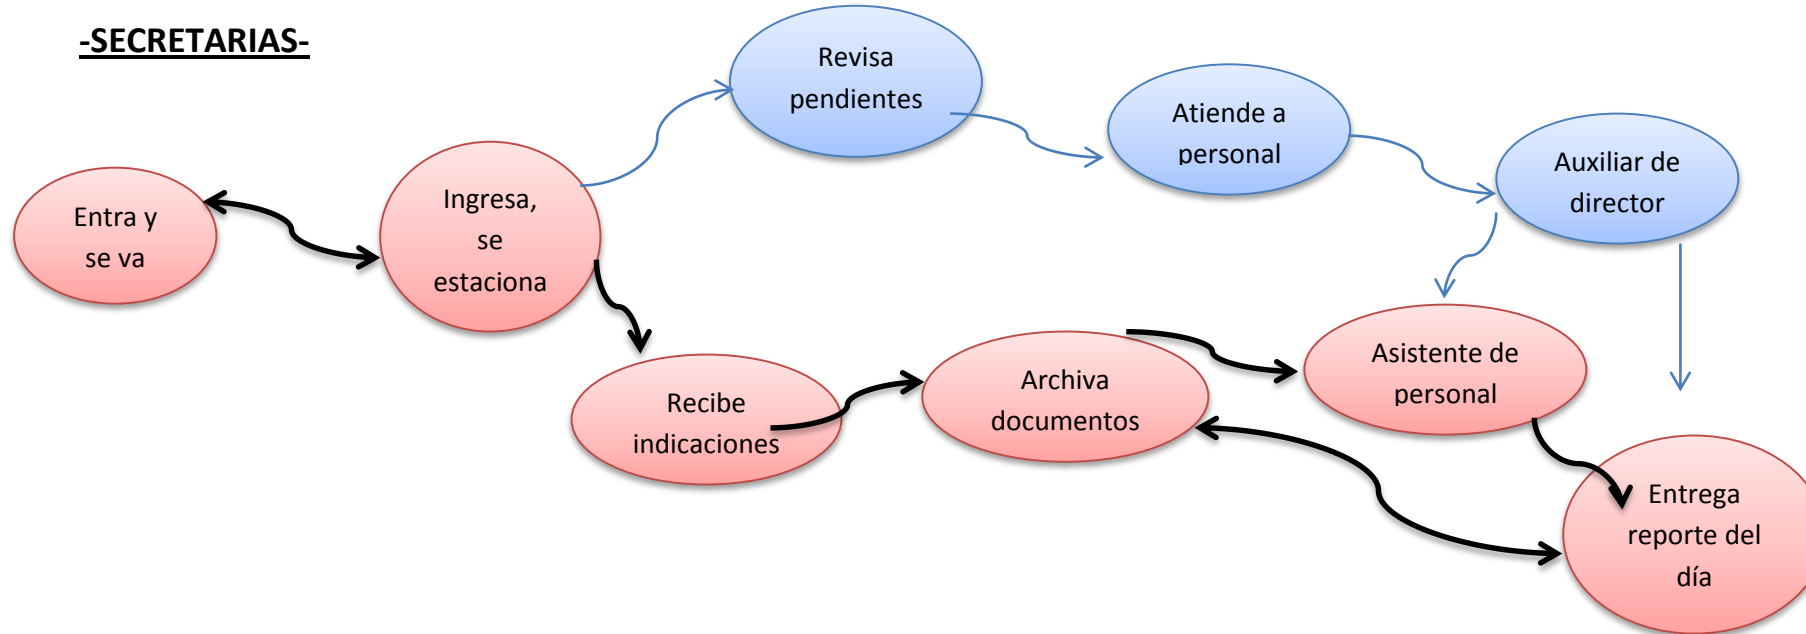 -SECRETARIAS-
Revisa
pendientes
Atiende a
personal
Auxiliar de
director
Entra y
se va
Ingresa,
se
estaciona
Recibe
indicaciones
Archiva
documentos
Asistente de
personal
Entrega
reporte del
día